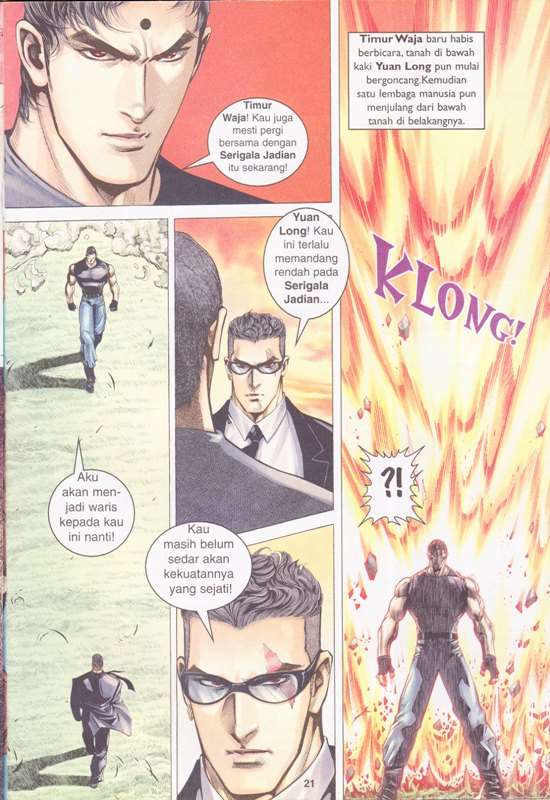 Timur
Waja! Kau juga
mesti pergi
bersama dengan
Serigala Jadian
itu sekarang!
Aku
akan men-
jadi waris
kepada kau
ini nanti!
Yuan
Long! Kau
ini terlalu
memandang
rendah pada
Serigala
Jadian...
Kau
masih belum
sedar akan
kekuatannya
yang sejati!
Timur Waja baru habis
berbicara, tanah di bawah
kaki Yuan Long pun mulai
bergoncang.Kemudian
satu lembaga manusia pun
menjulang dari bawah
tanah di belakangnya.
KLONG!
?!
21